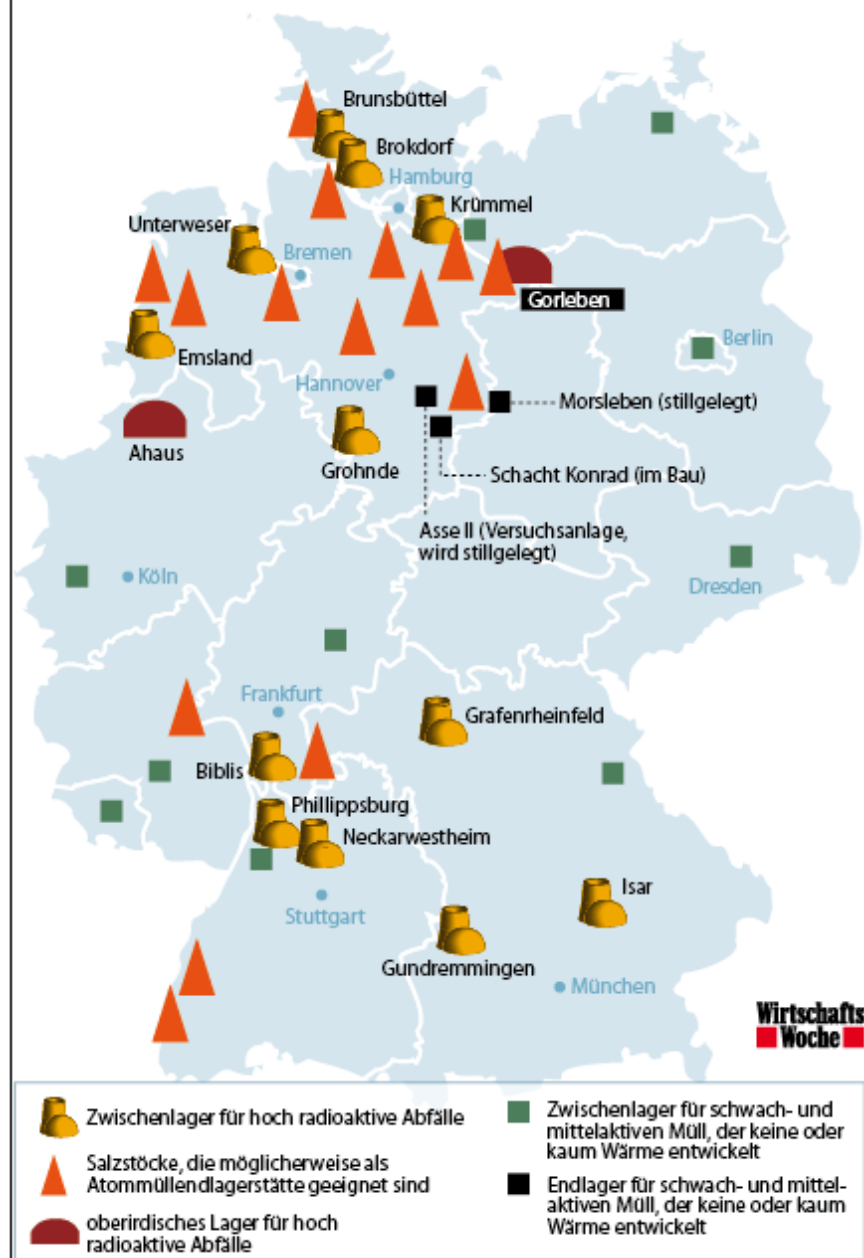 Brunsbüttel
Brokdorf
Hamburg
Krümmel
Unterweser
Bremen
Gorleben
Berlin
Emsland
Hannover
Morsleben (stillgelegt)
Ahaus
Grohnde
Schacht Konrad (im Bau)
Asse II (Versuchsanlage,
wird stillgelegt)
Köln
Dresden
Frankfurt
Grafenrheinfeld
Biblis
Phillippsburg
Neckarwestheim
Isar
Stuttgart
Gundremmingen
München
Wirtschafts
Woche
Zwischenlager für hoch radioaktive Abfälle
Salzstöcke, die möglicherweise als
Atommüllendlagerstätte geeignet sind
oberirdisches Lager für hoch
radioaktive Abfälle
Zwischenlager für schwach- und
mittelaktiven Müll, der keine oder
kaum Wärme entwickelt
Endlager für schwach- und mittel-
aktiven Müll, der keine oder kaum
Wärme entwickelt